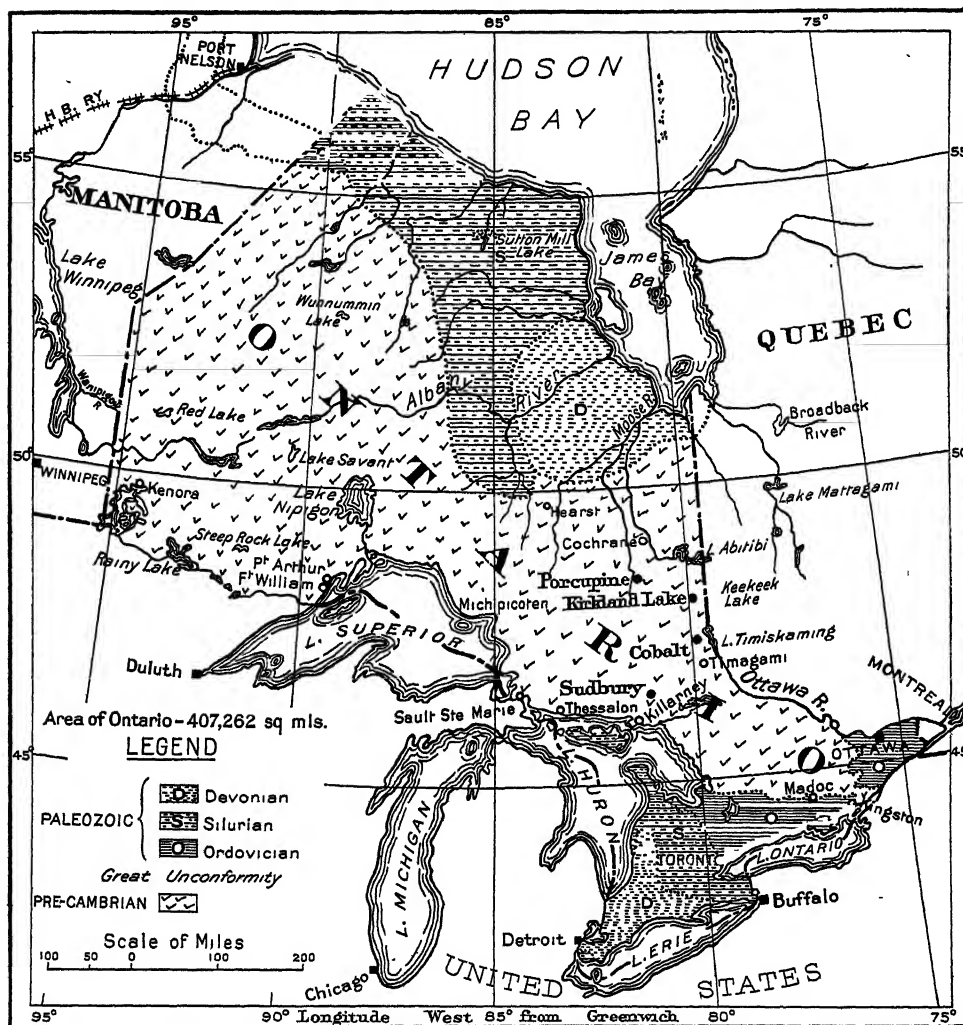 95°
85°
75°
PORT
NELSON
HUDSON
BAY
H.B. RY
55°
55
MANITOBA
Sutton Mill
Lake
S
James
Bay
Lake
Winnipeg
Wunnummin
Lake
QUEBEC
O
N
Albany
River
D
Moose R.
Winnipeg
R
Red Lake
Broadback
River
50°
50°
Lake Savant
T
WINNIPEG
Kenora
Lake
Nipigon
Hearst
Lake Mattagami
Steep Rock Lake
Cochrane
L Abitibi
Rainy Lake
Pt Arthur
Ft William
A
Porcupine
Keekeek
Lake
Michipicoten
Kirkland Lake
L. SUPERIOR
R
Cobalt
L. Timiskaming
Timagami
Duluth
Ottawa R.
MONTREAL
Sudbury
Killarney
Thessalon
Sault Ste Marie
I
Area of Ontario-407,262 sq mls.
LEGEND
O
OTTAWA
O
45°
45°
L. HURON
Madoc
Kingston
PALEOZOIC
D Devonian
S Silurian
O Ordovician
S
O
TORONTO
L. ONTARIO
L. MICHIGAN
Great Unconformity
PRE-CAMBRIAN
D
Buffalo
Scale of Miles
100 50 0 100 200
Detroit
L. ERIE
Chicago
UNITED STATES
95°
90°
85°
80°
75°
Longitude West from Greenwich